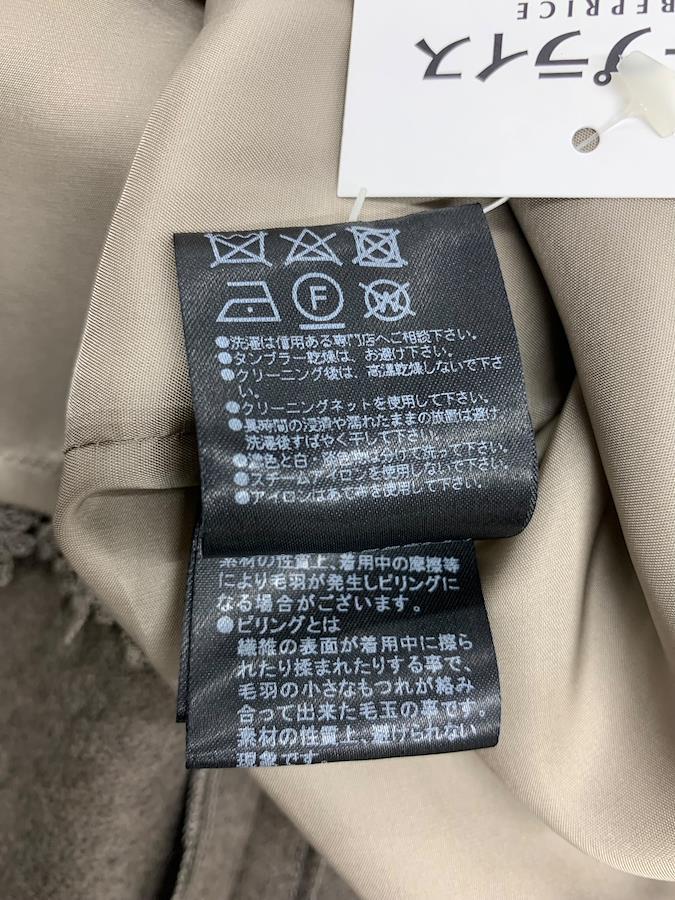 REPRICE
ープライス
F
W
洗濯は信用ある専門店へご相談下さい。
タンブラー乾燥は、お避け下さい。
クリーニング後は、高温乾燥しないで下さ
い。
クリーニングネットを使用して下さい。
長時間の浸漬や濡れたままの放置は避け
洗濯後すばやく干して下さい。
濃色と白、淡色物は分けて洗って下さい。
スチームアイロンを使用しないで下さい。
アイロンはあて布を使用して下さい。
素材の性質上、着用中の摩擦等
により毛羽が発生しピリングに
なる場合がございます。
ピリングとは
繊維の表面が着用中に擦ら
れたり揉まれたりする事で、
毛羽の小さなもつれが絡み
合って出来た毛玉の事です。
素材の性質上、避けられない
現象です。